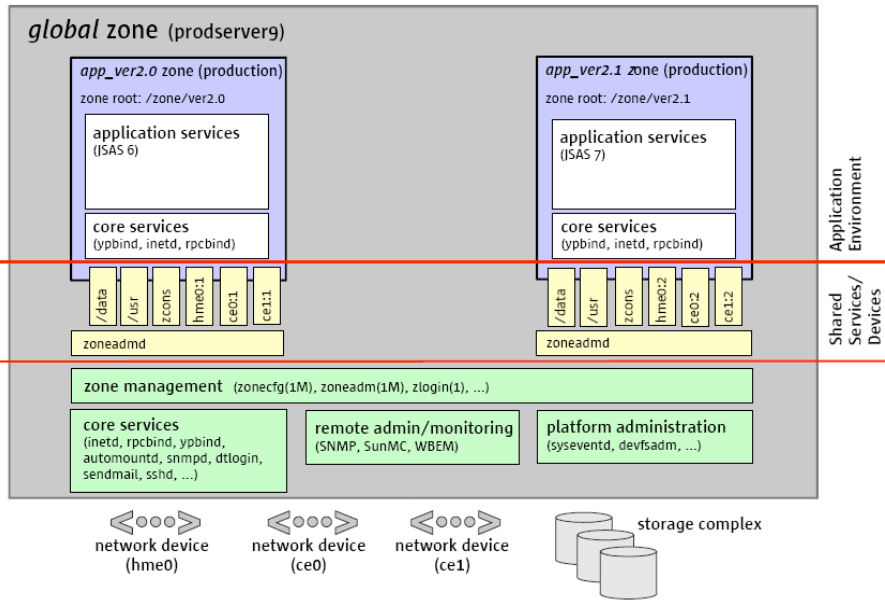 global zone (prodserver9)
app_ver2.0 zone (production)
zone root: /zone/ver2.0
application services
(JSAS 6)
core services
(ypbind, inetd, rpcbind)
app_ver2.1 zone (production)
zone root: /zone/ver2.1
application services
(JSAS 7)
core services
(ypbind, inetd, rpcbind)
Application
Environment
/data
/usr
zcons
hme0:1
ce0:1
ce1:1
zoneadmd
/data
/usr
zcons
hme0:2
ce0:2
ce1:2
zoneadmd
Shared
Services/
Devices
zone management (zonecfg(1M), zoneadm(1M), zlogin(1), ...)
core services
(inetd, rpcbind, ypbind,
automountd, snmpd, dtlogin,
sendmail, sshd, ...)
remote admin/monitoring
(SNMP, SunMC, WBEM)
platform administration
(syseventd, devfsadm, ...)
network device
(hme0)
network device
(ce0)
network device
(ce1)
storage complex